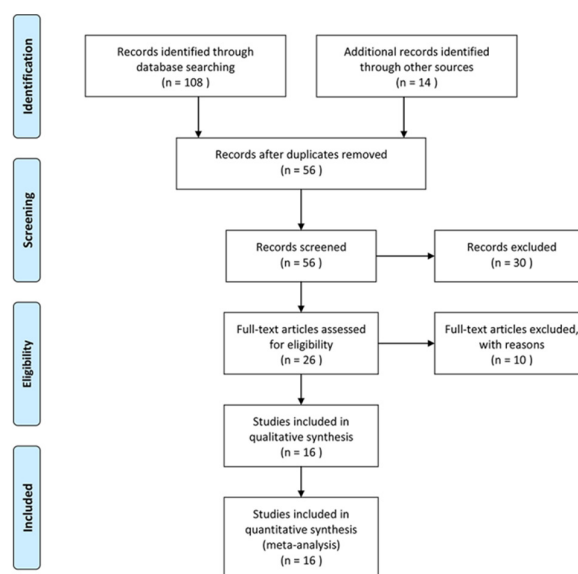 Identification
Records identified through
database searching
(n = 108 )
Additional records identified
through other sources
(n = 14 )
Records after duplicates removed
(n = 56 )
Screening
Records screened
(n = 56 )
Records excluded
(n = 30 )
Eligibility
Full-text articles assessed
for eligibility
(n = 26 )
Full-text articles excluded,
with reasons
(n = 10 )
Studies included in
qualitative synthesis
(n = 16 )
Included
Studies included in
quantitative synthesis
(meta-analysis)
(n = 16 )